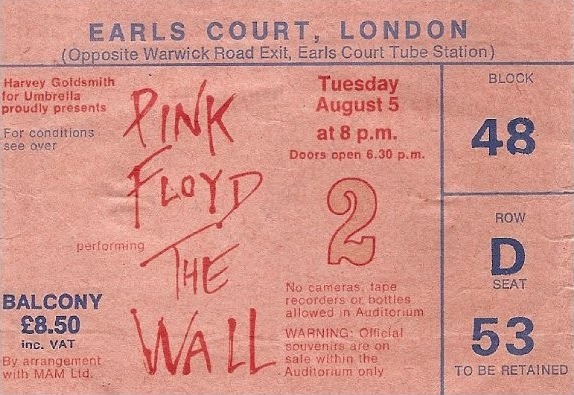 EARLS COURT, LONDON
(Opposite Warwick Road Exit, Earls Court Tube Station)
Harvey Goldsmith
for Umbrella
proudly presents
For conditions
see over
PINK
FLOYD
performing
THE
WALL
BALCONY
£8.50
inc. VAT
By arrangement
with MAM Ltd.
Tuesday
August 5
at 8 p.m.
Doors open 6.30 p.m.
2
No cameras, tape
recorders or bottles
allowed in Auditorium
WARNING: Official
souvenirs are on
sale within the
Auditorium only
BLOCK
48
ROW
D
SEAT
53
TO BE RETAINED